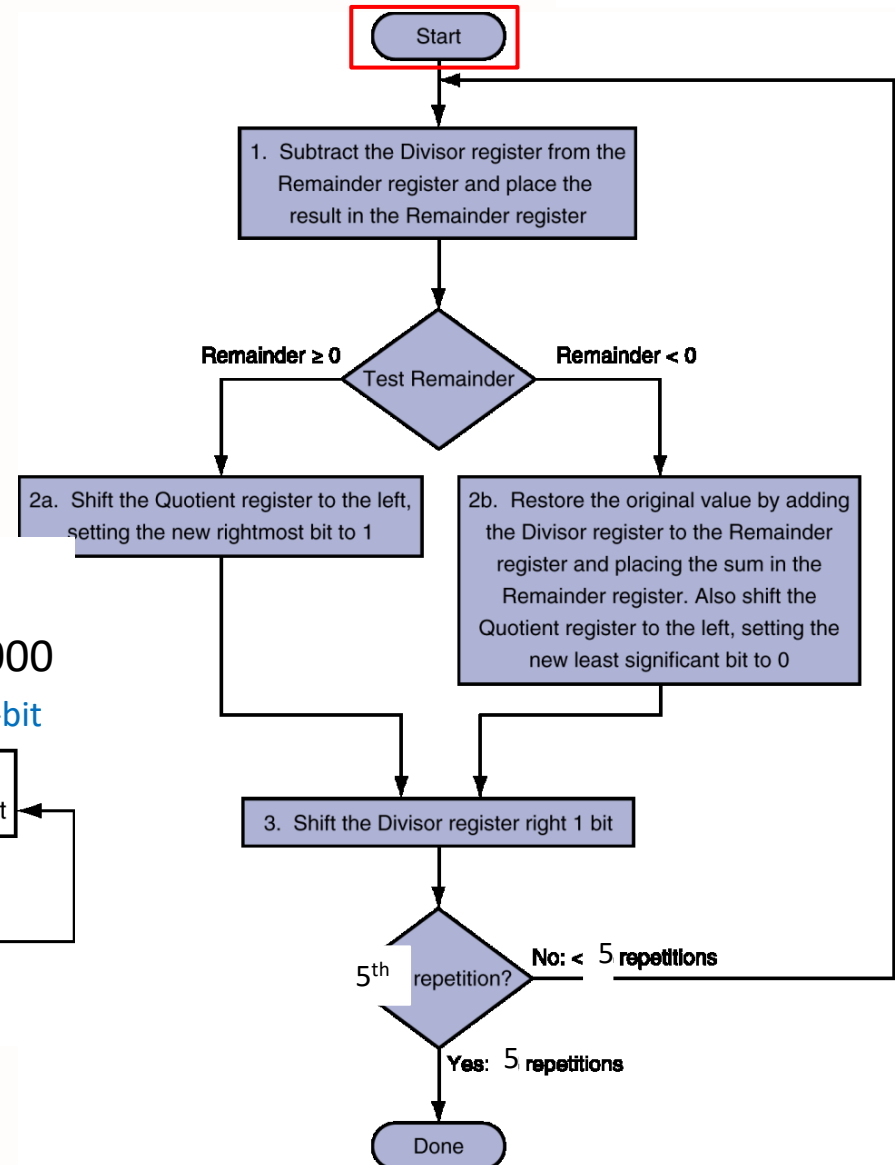 Start
1. Subtract the Divisor register from the
Remainder register and place the
result in the Remainder register
Remainder ≥ 0
Remainder < 0
Test Remainder
2a. Shift the Quotient register to the left,
setting the new rightmost bit to 1
2b. Restore the original value by adding
the Divisor register to the Remainder
register and placing the sum in the
Remainder register. Also shift the
Quotient register to the left, setting the
new least significant bit to 0
000
bit
t
3. Shift the Divisor register right 1 bit
No: < 5 repetitions
5th repetition?
Yes: 5 repetitions
Done